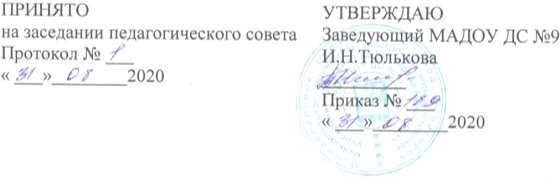 ПРИНЯТО
на заседании педагогического совета
Протокол № 1
« 31 » 08 2020
УТВЕРЖДАЮ
Заведующий МАДОУ ДС №9
И.Н.Тюлькова
Приказ № 189
« 31 » 08 2020